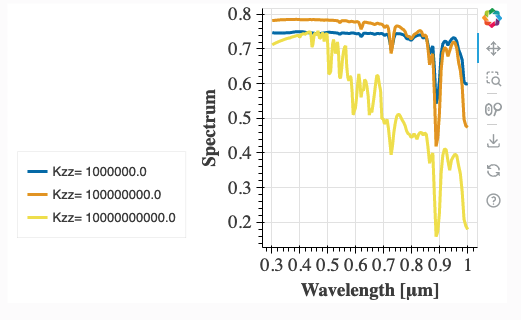 Kzz= 1000000.0
Kzz= 100000000.0
Kzz= 10000000000.0
Spectrum
0.8
0.7
0.6
0.5
0.4
0.3
0.2
0.3 0.4 0.5 0.6 0.7 0.8 0.9 1
Wavelength [μm]